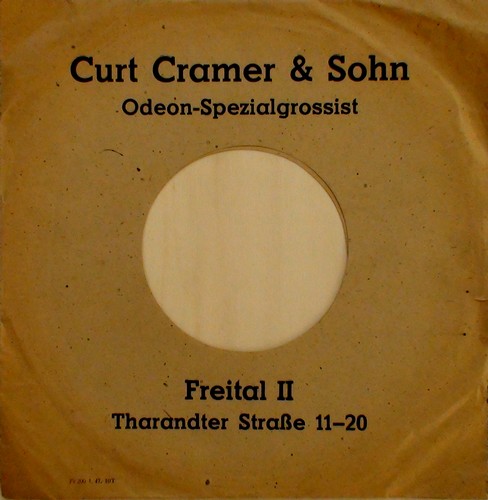 Curt Cramer & Sohn
Odeon-Spezialgrossist
Freital II
Tharandter Straße 11–20